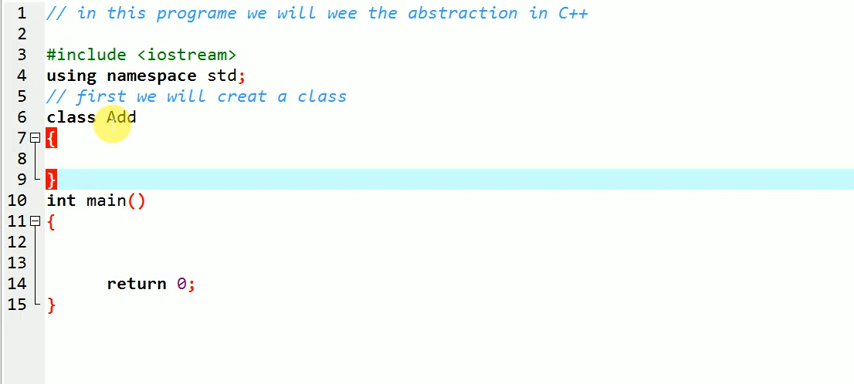 1 // in this programe we will wee the abstraction in C++
2
3 #include <iostream>
4 using namespace std;
5 // first we will creat a class
6 class Add
7 {
8
9 }
10 int main()
11 {
12
13
14 return 0;
15 }